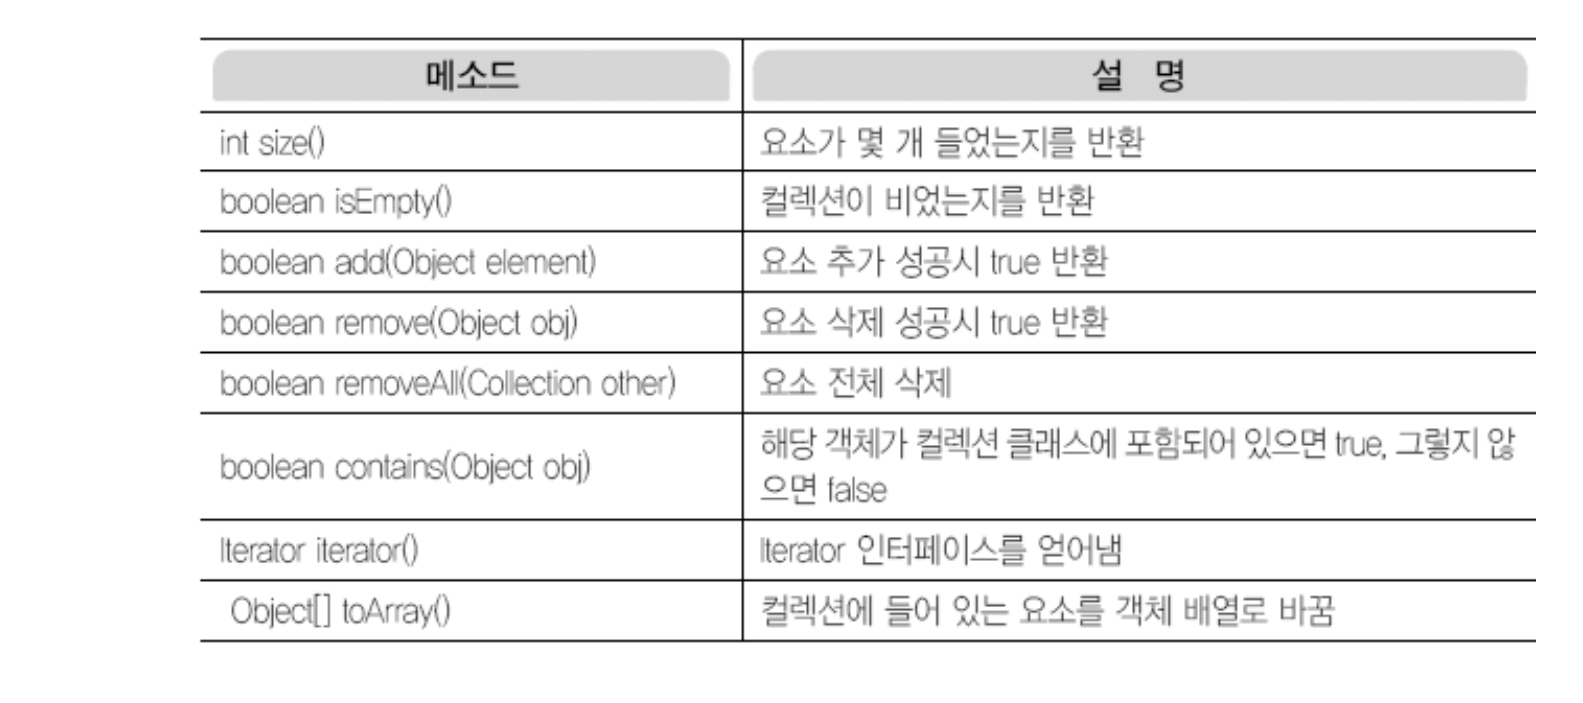 메소드 설 명
int size() 요소가 몇 개 들었는지를 반환
boolean isEmpty() 컬렉션이 비었는지를 반환
boolean add(Object element) 요소 추가 성공시 true 반환
boolean remove(Object obj) 요소 삭제 성공시 true 반환
boolean removeAll(Collection other) 요소 전체 삭제
boolean contains(Object obj) 해당 객체가 컬렉션 클래스에 포함되어 있으면 true, 그렇지 않
으면 false
Iterator iterator() Iterator 인터페이스를 얻어냄
Object[] toArray() 컬렉션에 들어 있는 요소를 객체 배열로 바꿈